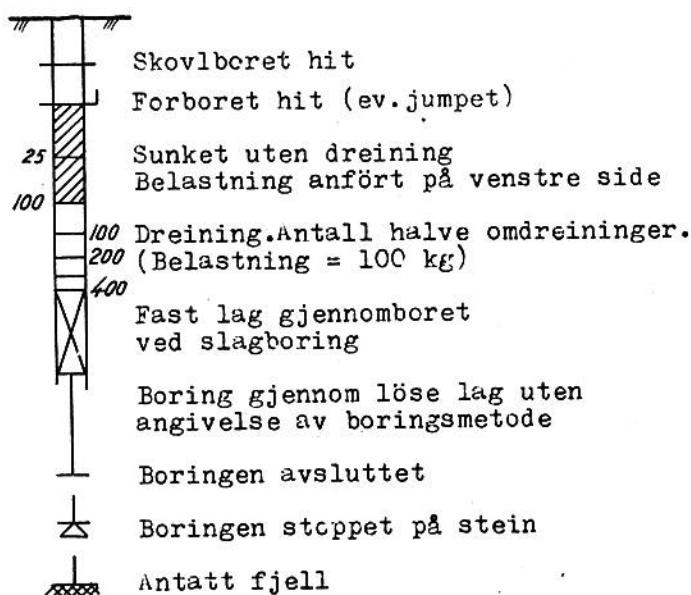 Skovlboret hit
Forboret hit (ev.jumpet)
25 Sunket uten dreining
Belastning anfört på venstre side
100
100 Dreining.Antall halve omdreininger.
200 (Belastning = 100 kg)
400
Fast lag gjennomboret
ved slagboring
Boring gjennom löse lag uten
angivelse av boringsmetode
Boringen avsluttet
Boringen stoppet på stein
Antatt fjell